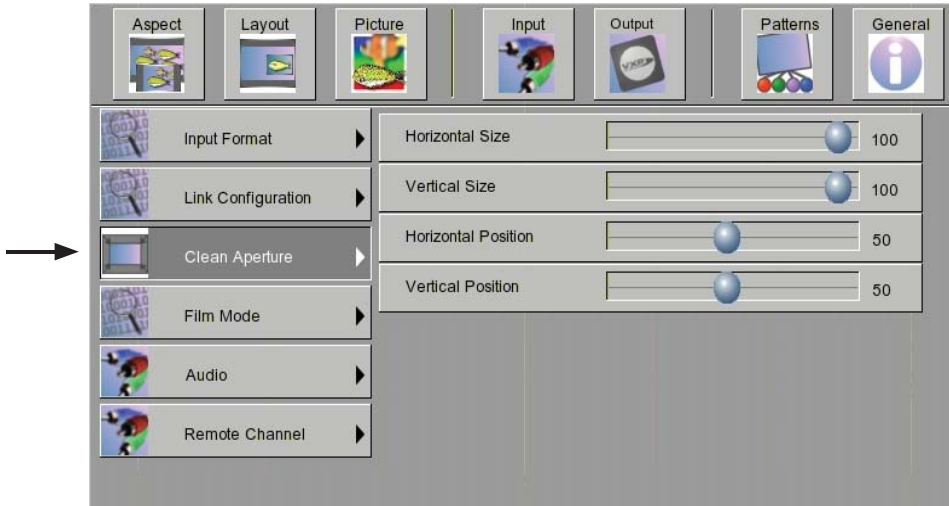 Aspect
Layout
Picture
Input
Output
Patterns
General
VXP
Input Format
Link Configuration
Clean Aperture
Film Mode
Audio
Remote Channel
Horizontal Size
100
Vertical Size
100
Horizontal Position
50
Vertical Position
50